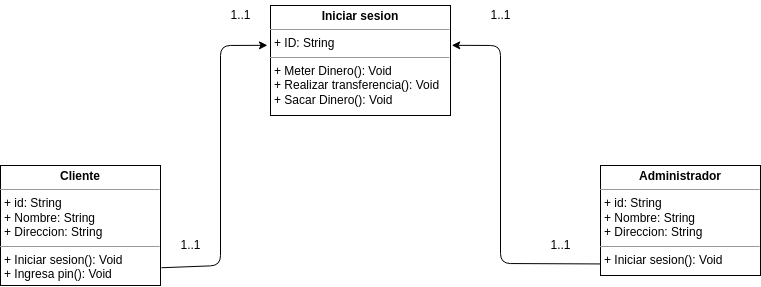 1..1
Iniciar sesion
1..1
+ ID: String
+ Meter Dinero(): Void
+ Realizar transferencia(): Void
+ Sacar Dinero(): Void
Cliente
+ id: String
+ Nombre: String
+ Direccion: String
+ Iniciar sesion(): Void
+ Ingresa pin(): Void
1..1
1..1
Administrador
+ id: String
+ Nombre: String
+ Direccion: String
+ Iniciar sesion(): Void